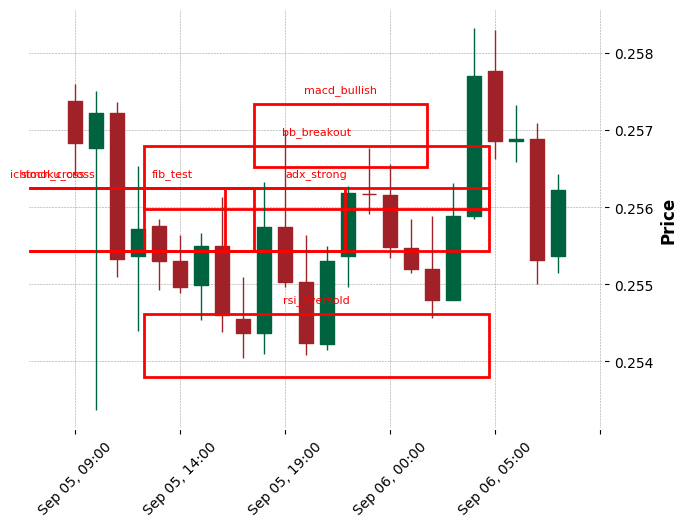 macd_bullish
bb_breakout
fib_test
adx_strong
rsi_oversold
0.258
0.257
0.256
0.255
0.254
Price
Sep 05, 09:00
Sep 05, 14:00
Sep 05, 19:00
Sep 06, 00:00
Sep 06, 05:00